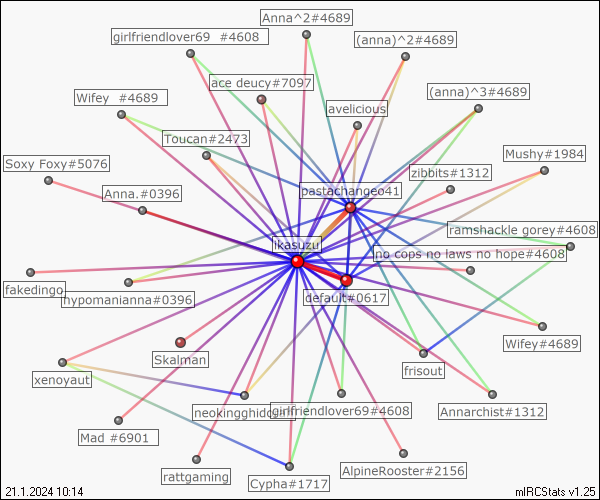 Anna^2#4689
girlfriendlover69 #4608
(anna)^2#4689
ace deucy#7097
(anna)^3#4689
Wifey #4689
avelicious
Toucan#2473
Mushy#1984
Soxy Foxy#5076
zibbits#1312
pastachangeo41
Anna.#0396
ramshackle gorey#4608
likasuzu
no cops no laws no hope#4608
fakedingo
hypomanianna#0396
default#0617
Wifey#4689
Skalman
frisout
xenoyaut
neokingghidorah
girlfriendlover69#4608
Annarchist#1312
Mad #6901
AlpineRooster#2156
rattgaming
Cypha#1717
21.1.2024 10:14
mIRCStats v1.25